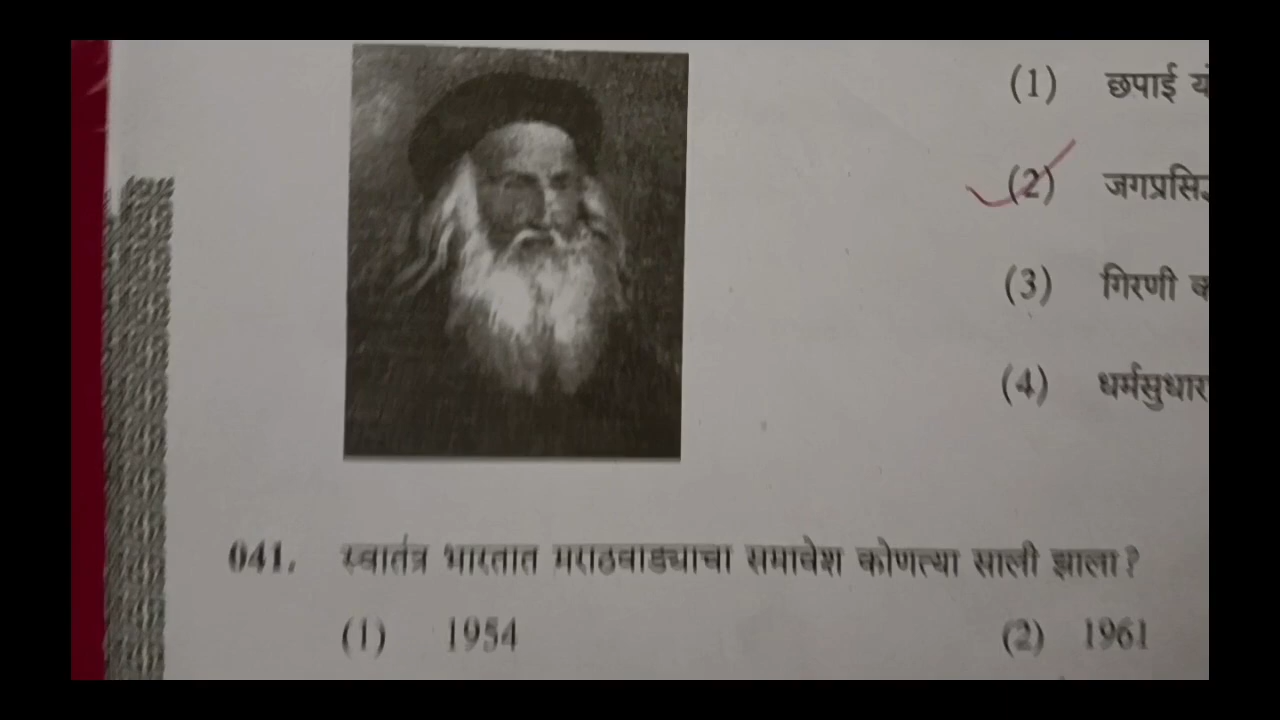 (1) छपाई
(2) जगप्रसि
(3) गिरणी
(4) धर्मसुधार
041. स्वातंत्र भारतात मराठवाड्याचा समावेश कोणत्या साली झाला?
(1) 1954 (2) 1961